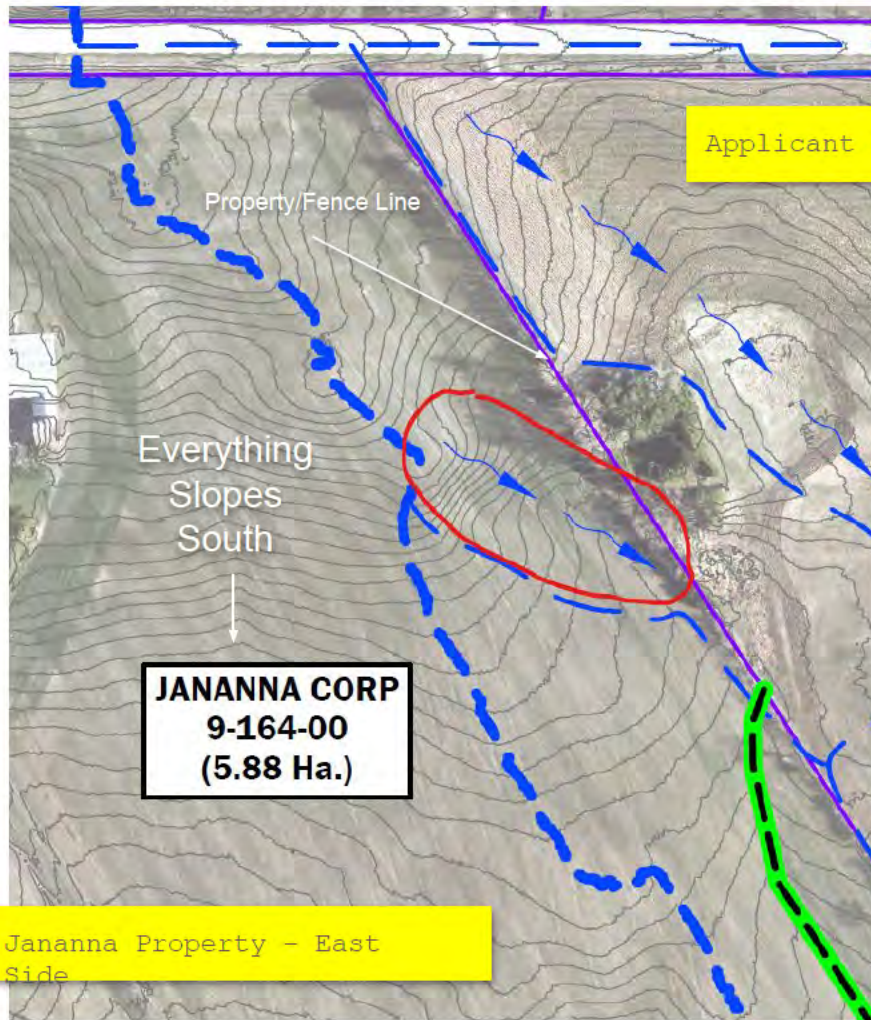 Applicant
Property/Fence Line
Everything
Slopes
South
JANANNA CORP
9-164-00
(5.88 Ha.)
Jananna Property – East
Side